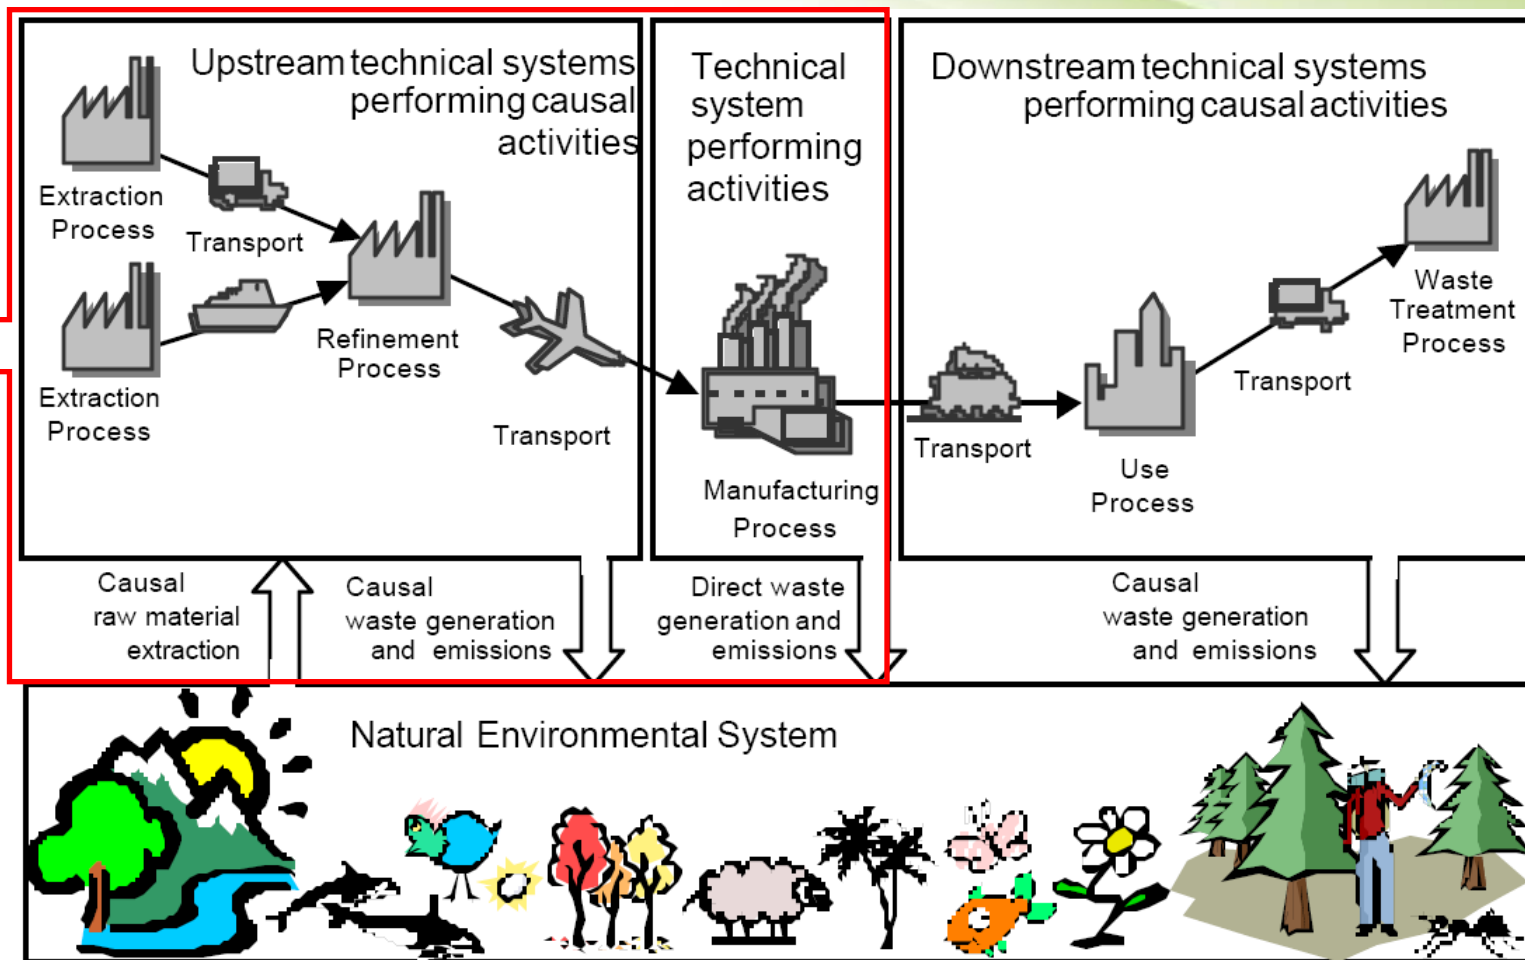 Upstream technical systems
performing causal
activities
Extraction
Process
Transport
Extraction
Process
Refinement
Process
Transport
Technical
system
performing
activities
Manufacturing
Process
Downstream technical systems
performing causal activities
Transport
Use
Process
Transport
Waste
Treatment
Process
Causal
raw material
extraction
Causal
waste generation
and emissions
Direct waste
generation and
emissions
Causal
waste generation
and emissions
Natural Environmental System